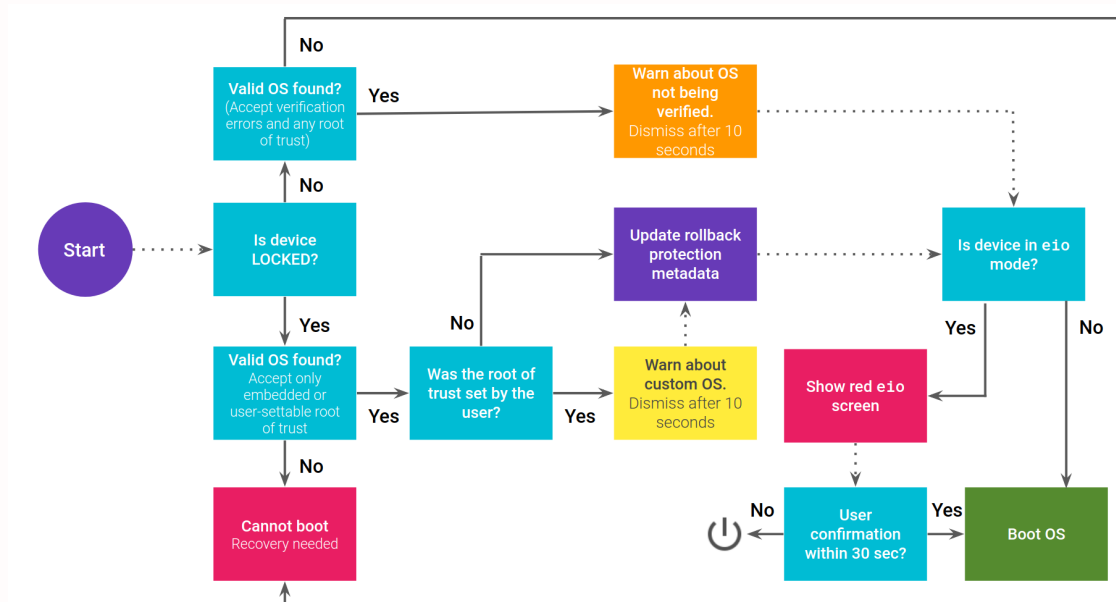 No
Valid OS found?
(Accept verification
errors and any root
of trust)
Yes
Warn about OS
not being
verified.
Dismiss after 10
seconds
No
Start
Is device
LOCKED?
Update rollback
protection
metadata
Is device in eio
mode?
Yes
No
Yes
No
Valid OS found?
Accept only
embedded or
user-settable root
of trust
Yes
Was the root of
trust set by the
user?
Yes
Warn about
custom OS.
Dismiss after 10
seconds
Show red eio
screen
No
Cannot boot
Recovery needed
No
User
confirmation
within 30 sec?
Yes
Boot OS